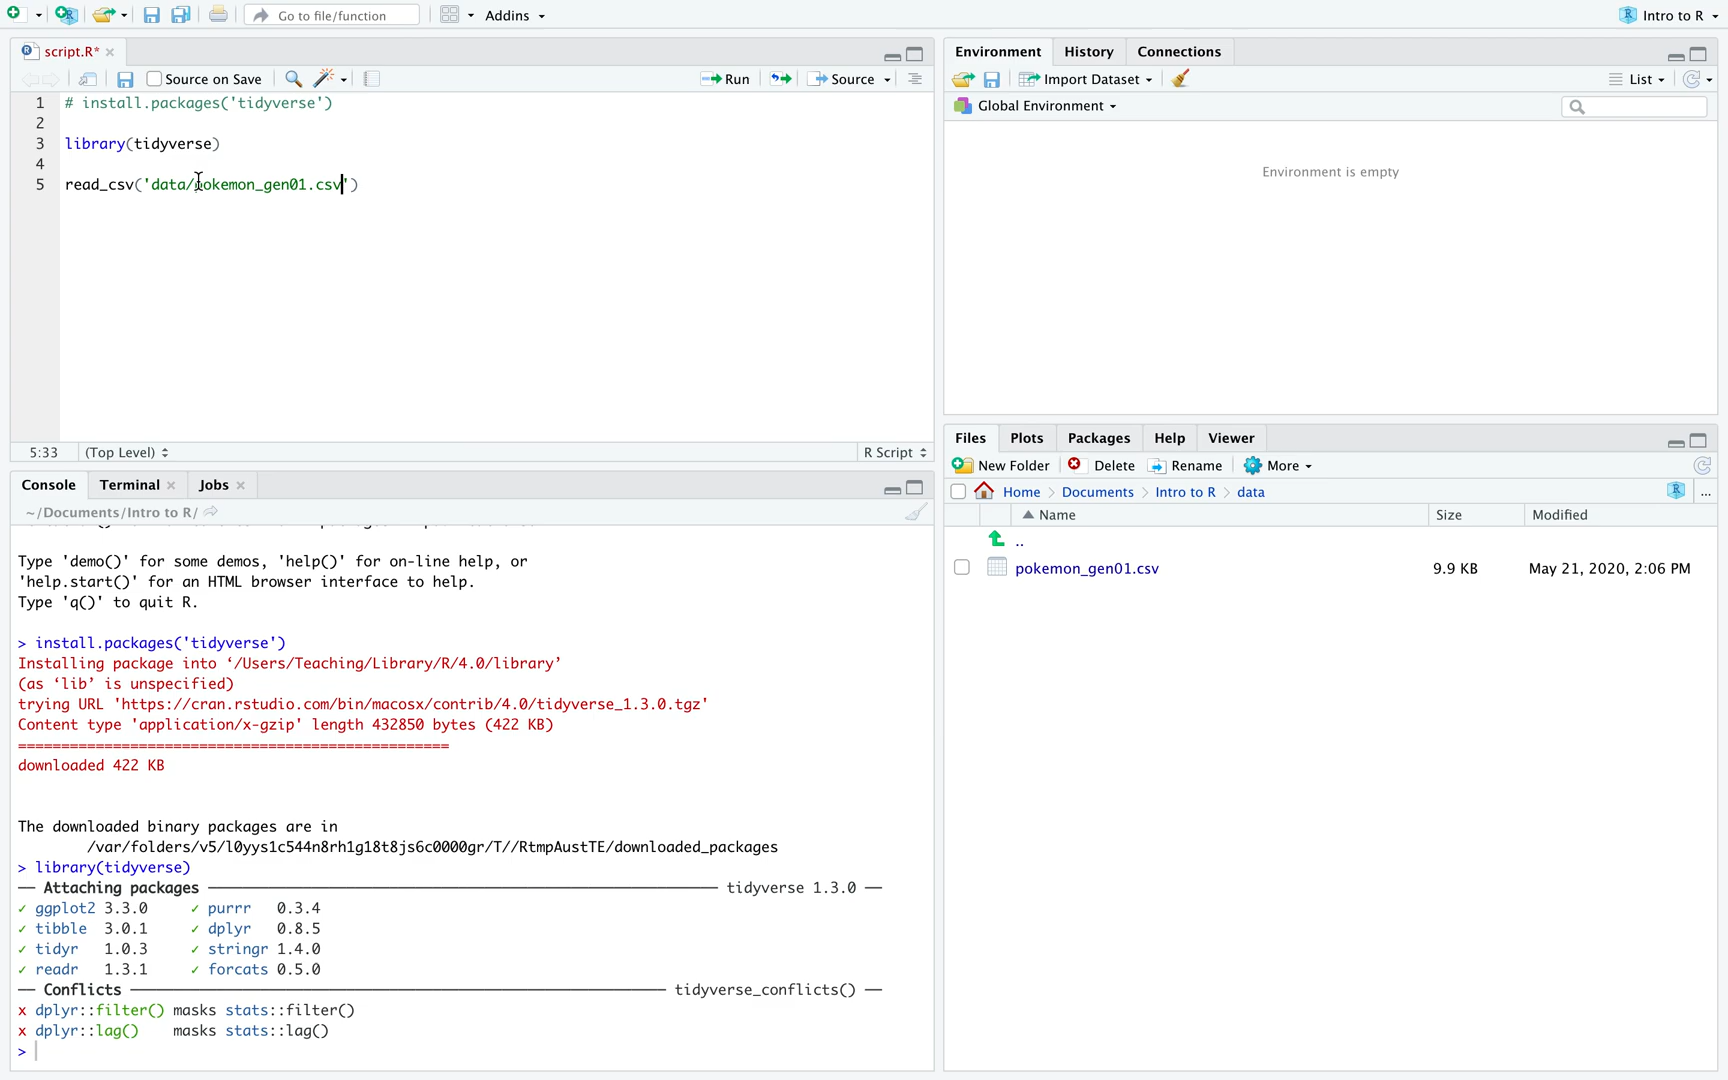 Go to file/function
Addins
Intro to R
script.R*
Source on Save
Run
Source
1 # install.packages('tidyverse')
2
3 library(tidyverse)
4
5 read_csv('data/pokemon_gen01.csv')
5:33 (Top Level) R Script
Console Terminal Jobs
~/Documents/Intro to R/
Type 'demo()' for some demos, 'help()' for on-line help, or
'help.start()' for an HTML browser interface to help.
Type 'q()' to quit R.
> install.packages('tidyverse')
Installing package into ‘/Users/Teaching/Library/R/4.0/library’
(as ‘lib’ is unspecified)
trying URL 'https://cran.rstudio.com/bin/macosx/contrib/4.0/tidyverse_1.3.0.tgz'
Content type 'application/x-gzip' length 432850 bytes (422 KB)
==================================================
downloaded 422 KB
The downloaded binary packages are in
/var/folders/v5/l0yys1c544n8rh1g18t8js6c0000gr/T//RtmpAustTE/downloaded_packages
> library(tidyverse)
── Attaching packages ── tidyverse 1.3.0 ──
✓ ggplot2 3.3.0 ✓ purrr 0.3.4
✓ tibble 3.0.1 ✓ dplyr 0.8.5
✓ tidyr 1.0.3 ✓ stringr 1.4.0
✓ readr 1.3.1 ✓ forcats 0.5.0
── Conflicts ── tidyverse_conflicts() ──
x dplyr::filter() masks stats::filter()
x dplyr::lag() masks stats::lag()
>
Environment History Connections
Import Dataset List
Global Environment
Environment is empty
Files Plots Packages Help Viewer
New Folder Delete Rename More
Home > Documents > Intro to R > data ...
Name Size Modified
..
pokemon_gen01.csv 9.9 KB May 21, 2020, 2:06 PM